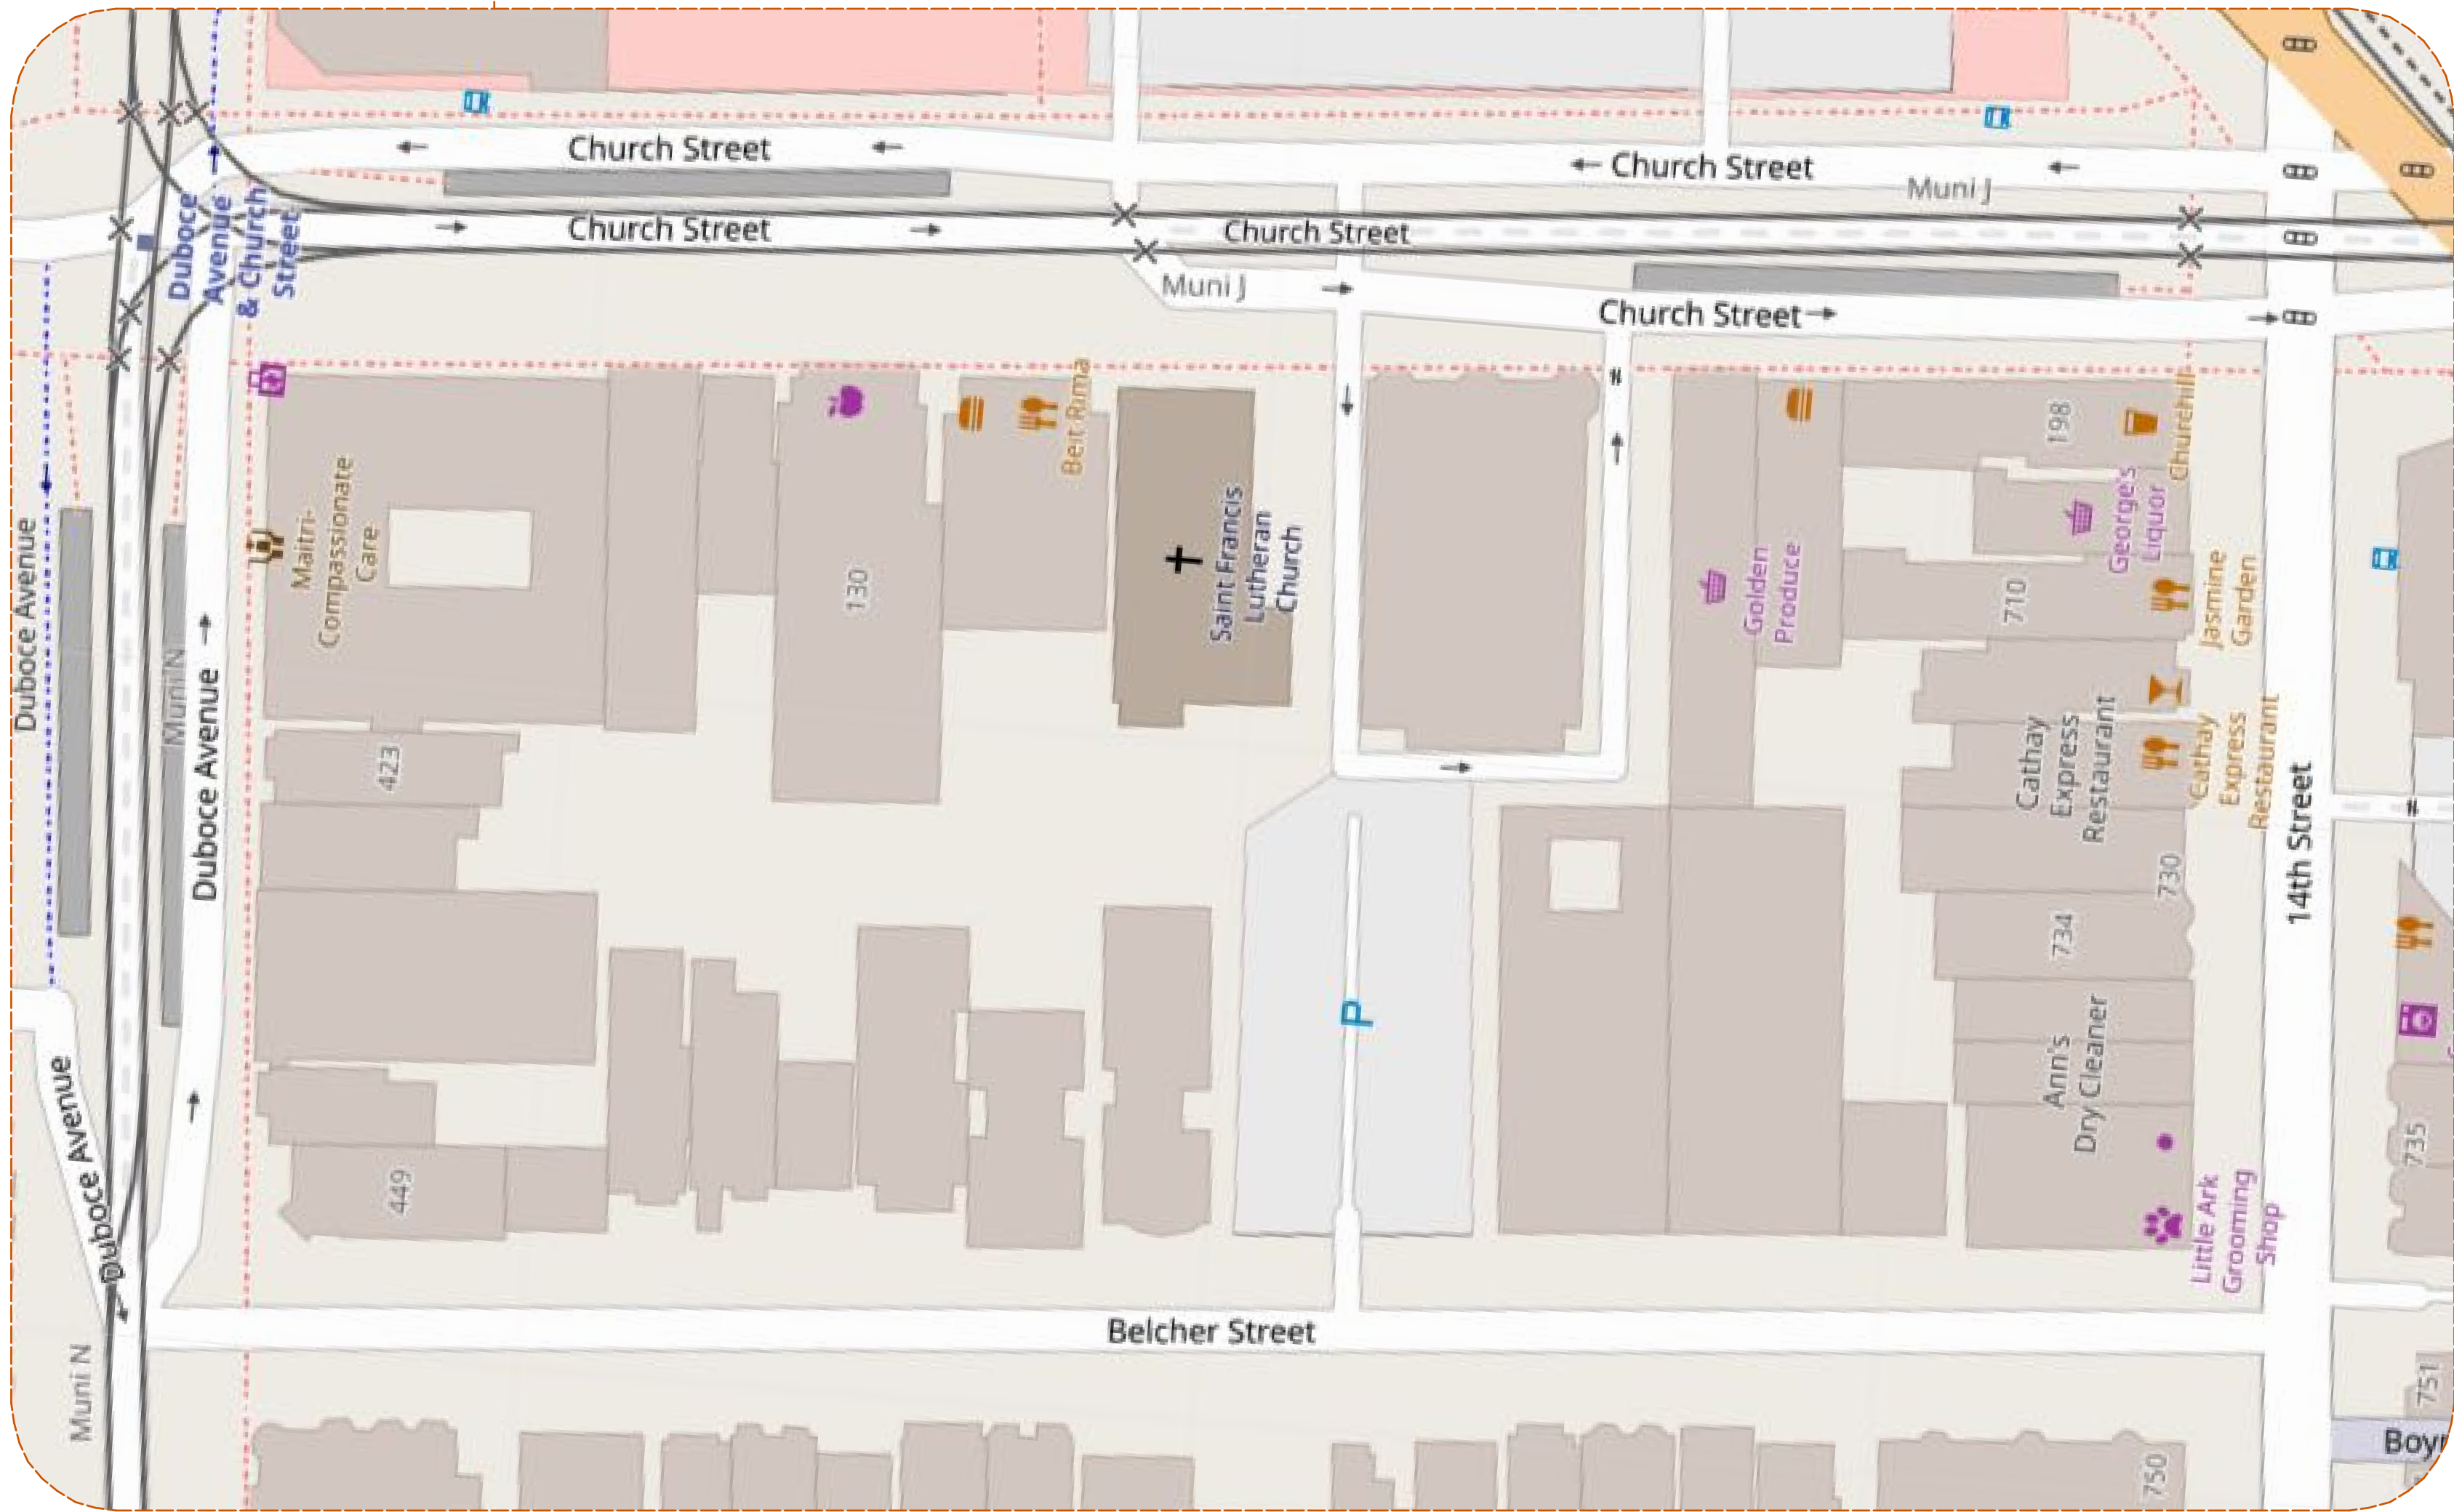 Church Street
Church Street
Muni J
Church Street
Church Street
Muni J
Church Street
Duboce
Avenue
& Church
Street
Duboce Avenue
Muni N
Duboce Avenue
Duboce Avenue
Duboce Avenue
Muni N
Maitri-
Compassionate
Care
423
449
130
Beit Rima
Saint Francis
Lutheran
Church
P
Golden
Produce
198
Churchill
George's
Liquor
710
Jasmine
Garden
Cathay
Express
Restaurant
Cathay
Express
Restaurant
730
734
Ann's
Dry Cleaner
Little Ark
Grooming
Shop
14th Street
735
751
750
Belcher Street
Boy